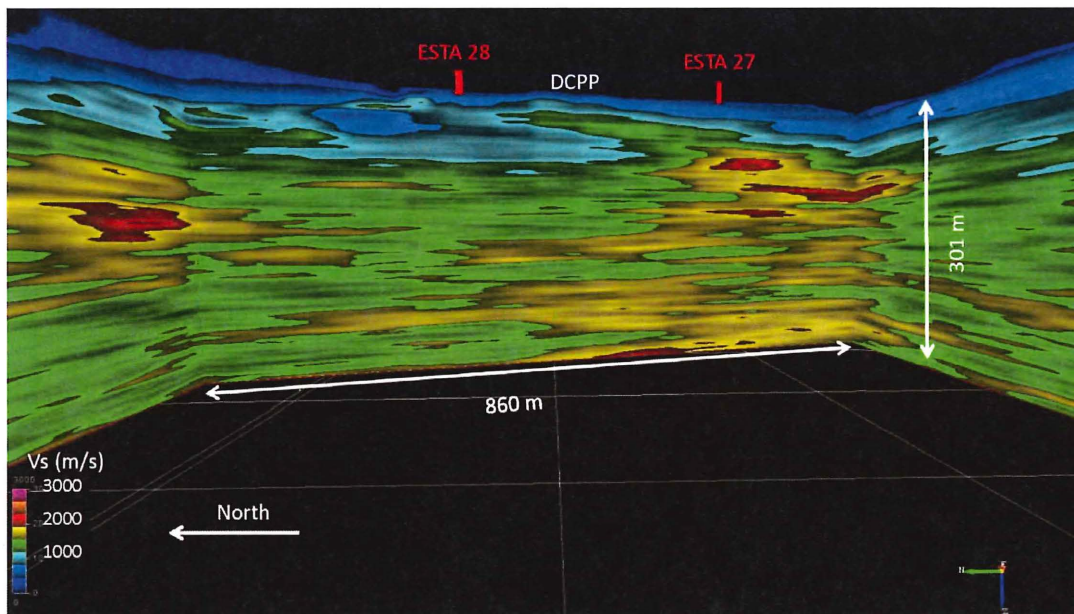 ESTA 28
DCPP
ESTA 27
301 m
860 m
Vs (m/s)
3000
2000
1000
North
N